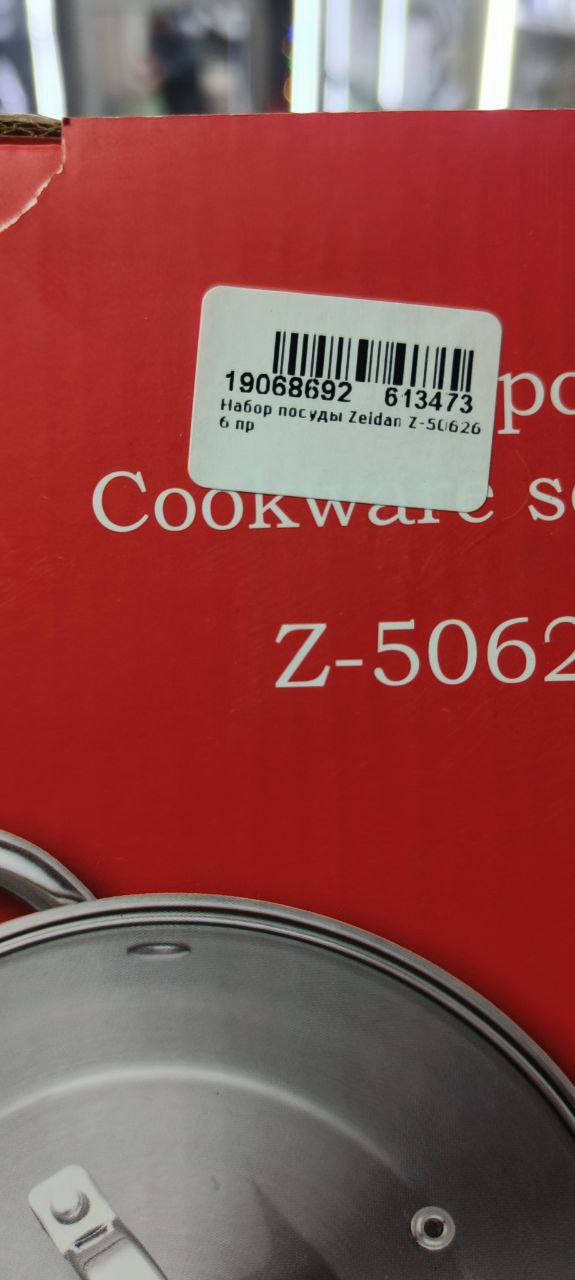 19068692 613473
Набор посуды Zeidan Z-50626
6 пр
Cookware
Z-5062